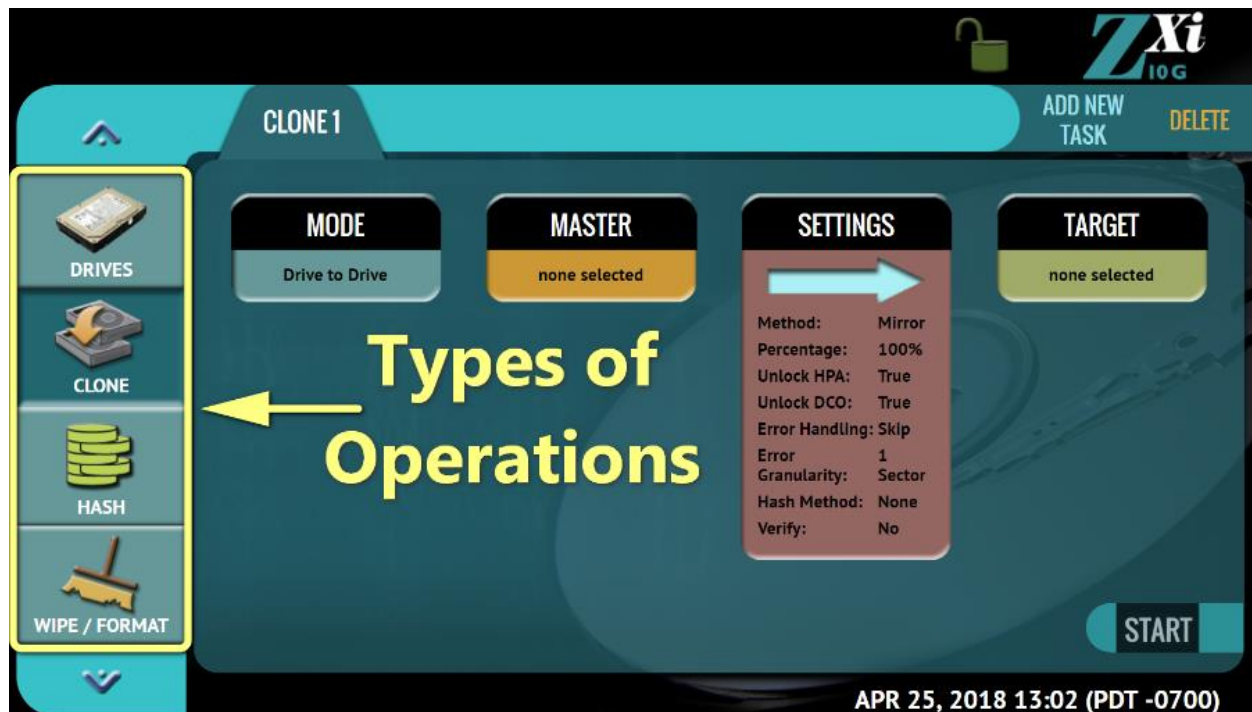 ZXi
10G
CLONE 1
ADD NEW
TASK
DELETE
DRIVES
CLONE
HASH
WIPE / FORMAT
MODE
Drive to Drive
MASTER
none selected
SETTINGS
Method: Mirror
Percentage: 100%
Unlock HPA: True
Unlock DCO: True
Error Handling: Skip
Error 1
Granularity: Sector
Hash Method: None
Verify: No
TARGET
none selected
Types of
Operations
START
APR 25, 2018 13:02 (PDT -0700)